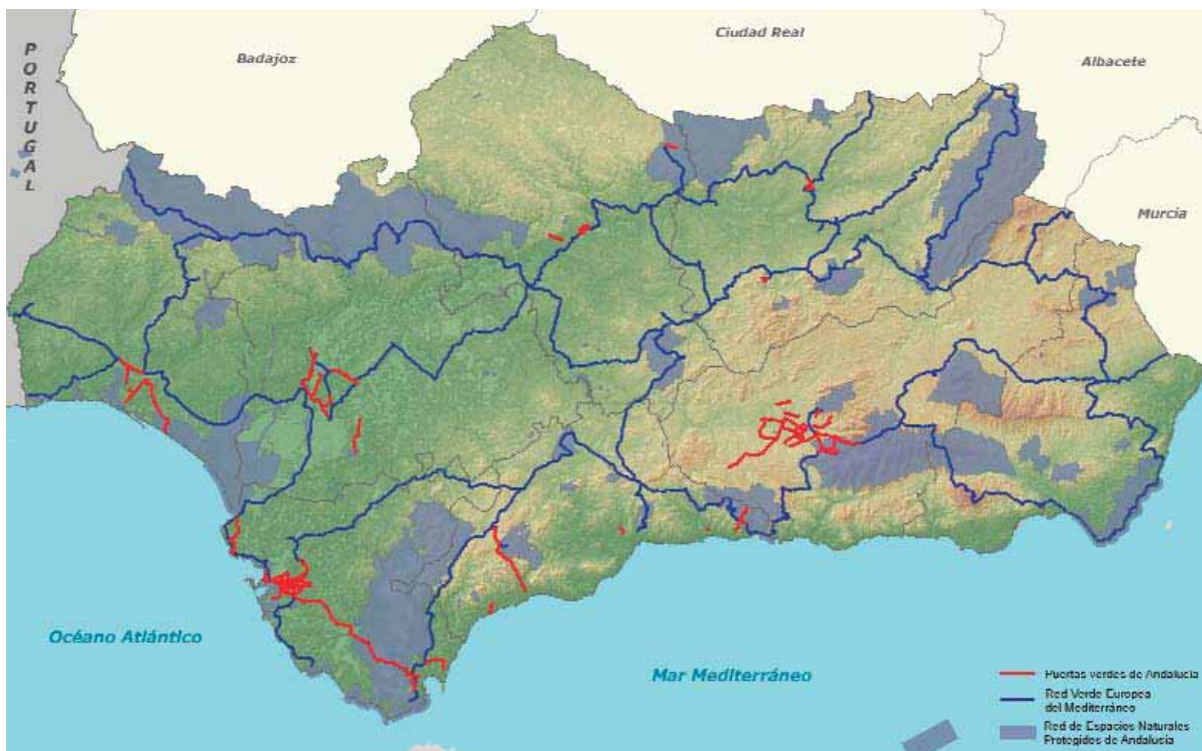 PORTUGAL
Badajoz
Ciudad Real
Albacete
Murcia
Océano Atlántico
Mar Mediterráneo
Puertas verdes de Andalucía
Red Verde Europea
del Mediterráneo
Red de Espacios Naturales
Protegidos de Andalucía